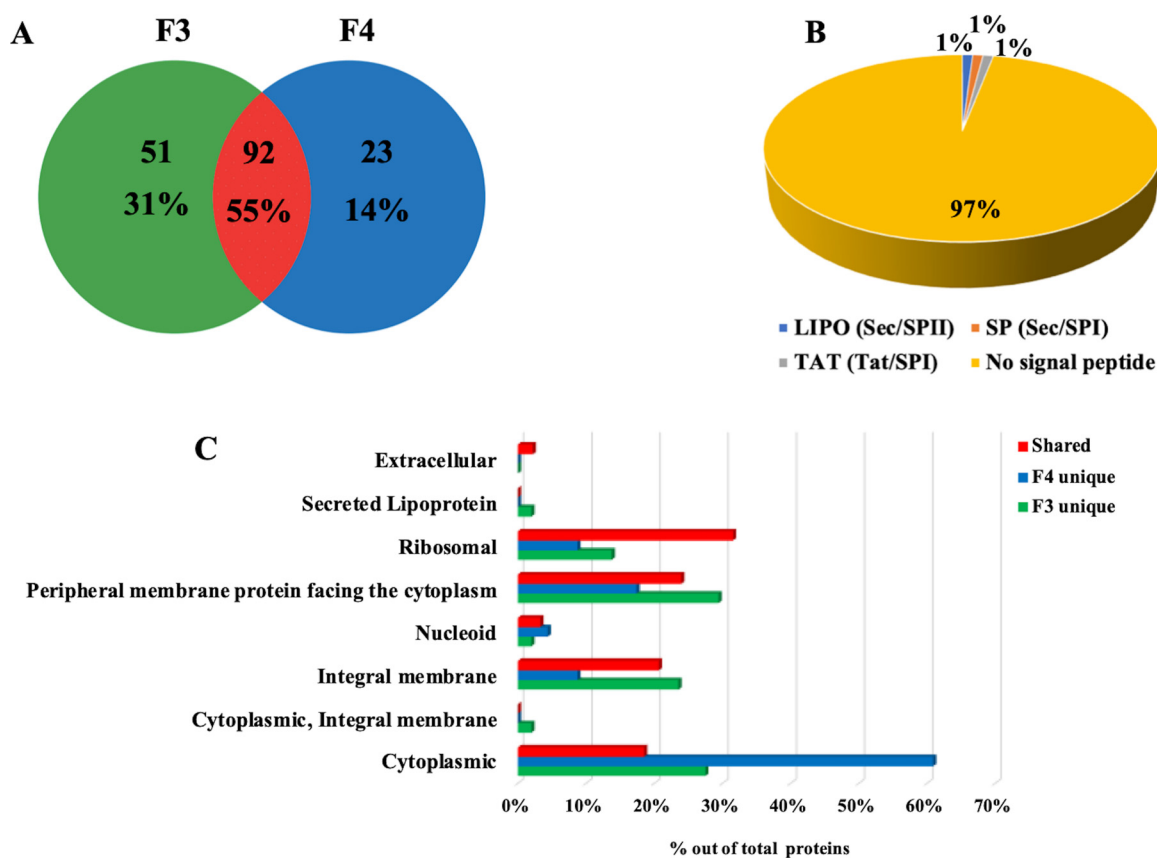 A
F3
F4
51
92
23
31%
55%
14%
B
1%
1%
1%
97%
LIPO (Sec/SPII)
SP (Sec/SPI)
TAT (Tat/SPI)
No signal peptide
C
Shared
F4 unique
F3 unique
Extracellular
Secreted Lipoprotein
Ribosomal
Peripheral membrane protein facing the cytoplasm
Nucleoid
Integral membrane
Cytoplasmic, Integral membrane
Cytoplasmic
0% 10% 20% 30% 40% 50% 60% 70%
% out of total proteins